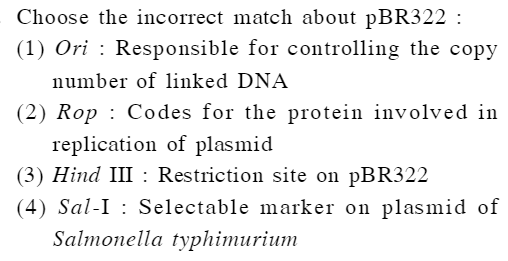 Choose the incorrect match about pBR322 :
(1) Ori : Responsible for controlling the copy
number of linked DNA
(2) Rop : Codes for the protein involved in
replication of plasmid
(3) Hind III : Restriction site on pBR322
(4) Sal-I : Selectable marker on plasmid of
Salmonella typhimurium